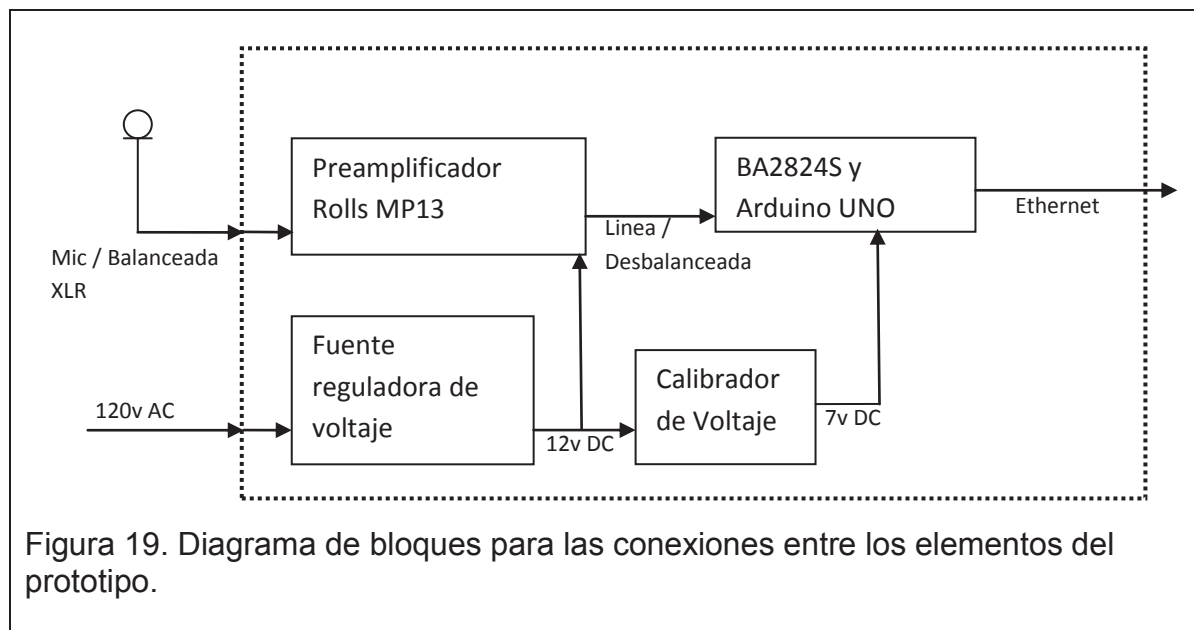 Preamplificador
Rolls MP13
BA2824S y
Arduino UNO
Ethernet
Linea /
Desbalanceada
Mic / Balanceada
XLR
Fuente
reguladora de
voltaje
Calibrador
de Voltaje
120v AC
12v DC
7v DC
Figura 19. Diagrama de bloques para las conexiones entre los elementos del
prototipo.